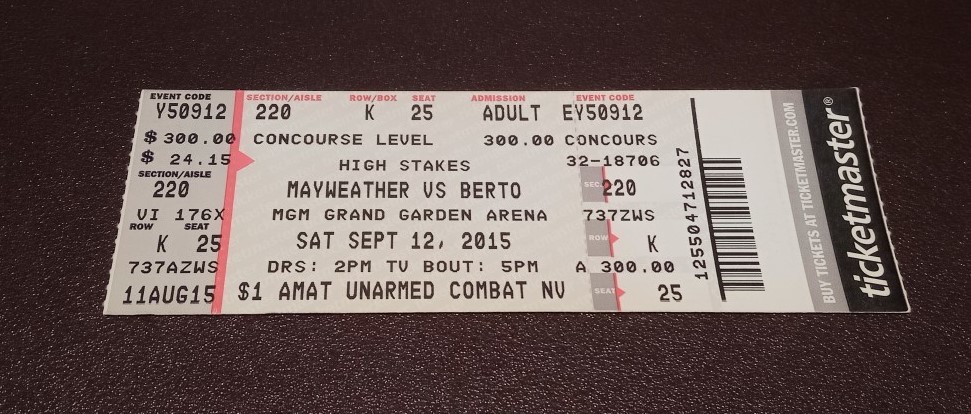 EVENT CODE
Y50912
$ 300.00
$ 24.15
SECTION/AISLE
220
VI 176X
ROW SEAT
K 25
737AZWS
11AUG15
SECTION/AISLE ROW/BOX SEAT ADMISSION EVENT CODE
220 K 25 ADULT EY50912
CONCOURSE LEVEL 300.00 CONCOURS
HIGH STAKES
MAYWEATHER VS BERTO
MGM GRAND GARDEN ARENA
SAT SEPT 12, 2015
DRS: 2PM TV BOUT: 5PM
$1 AMAT UNARMED COMBAT NV
32-18706
SEC. 220
737ZWS
ROW K
A 300.00
SEAT 25
125504712827
BUY TICKETS AT TICKETMASTER.COM
ticketmaster®